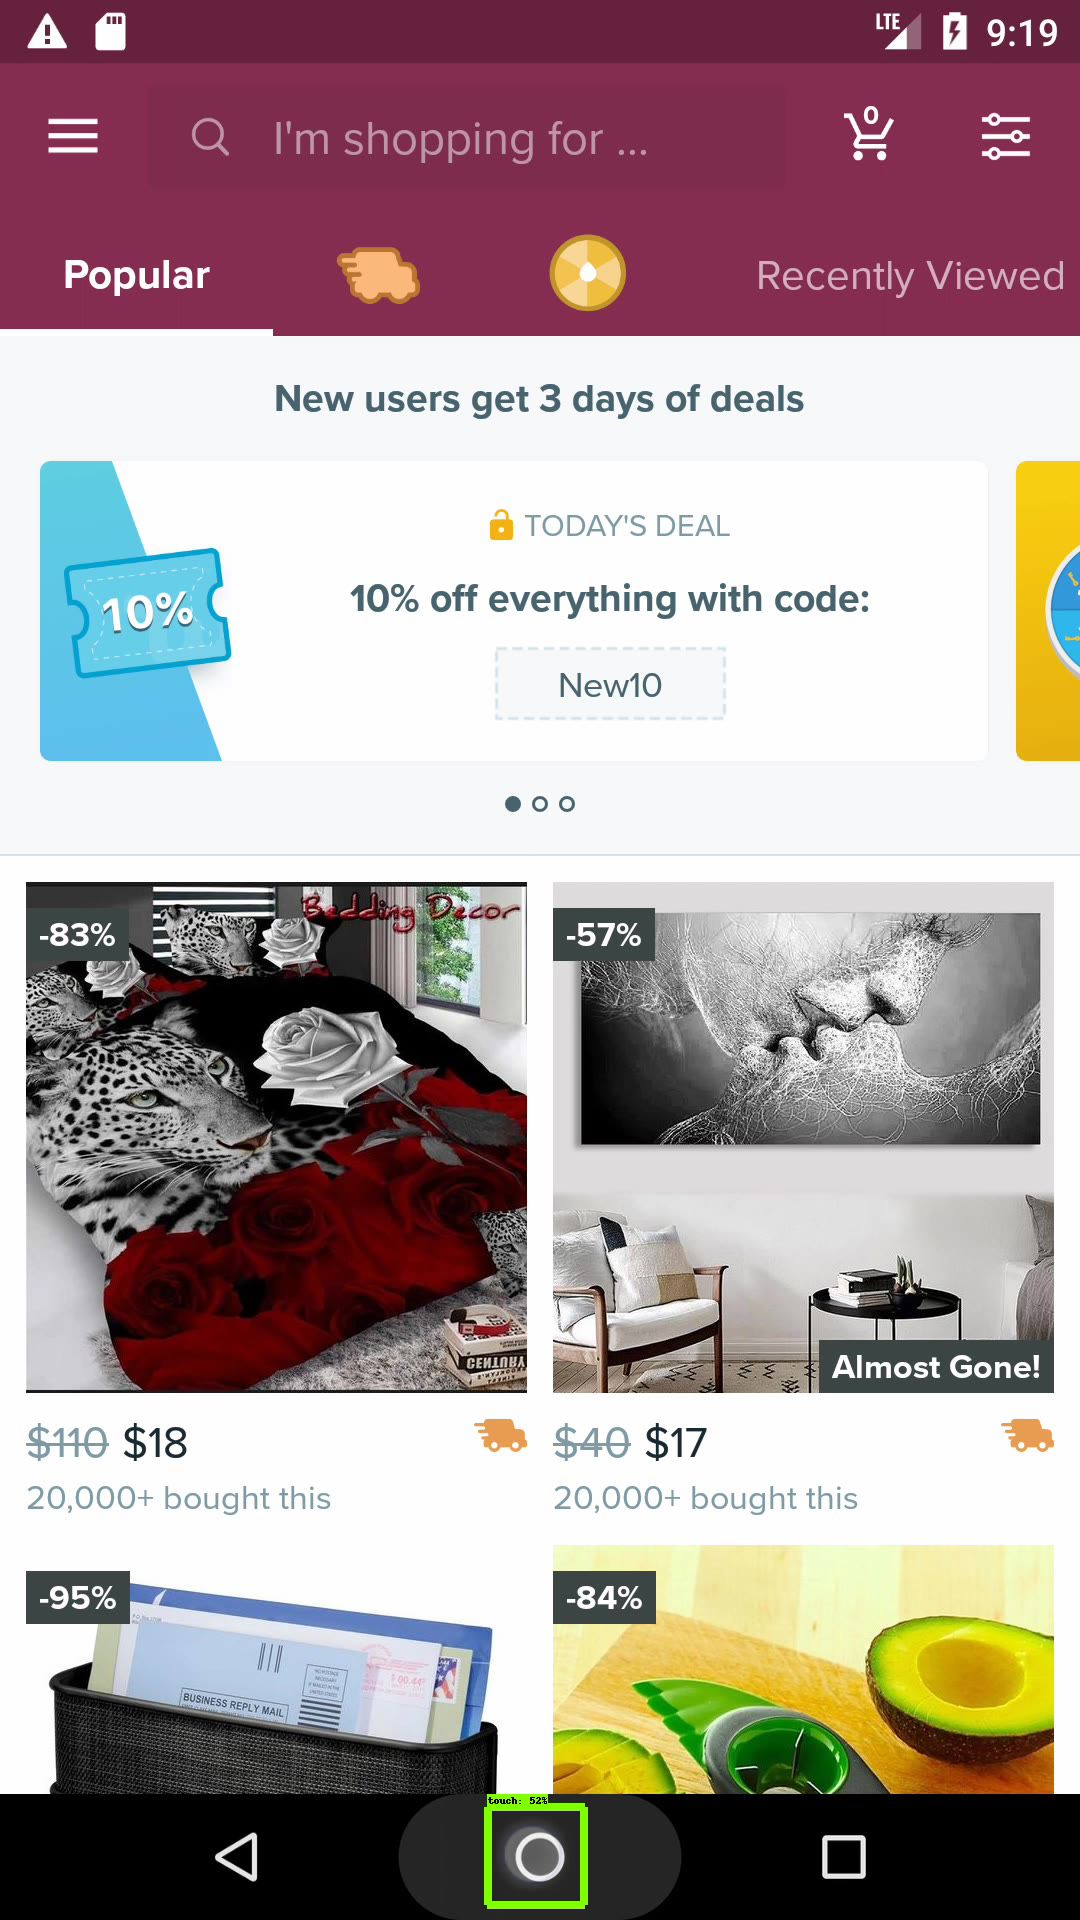 LTE 9:19
I'm shopping for ...
0
Popular
Recently Viewed
New users get 3 days of deals
TODAY'S DEAL
10%
10% off everything with code:
New10
-83%
Bedding Decor
-57%
CENTURY
Almost Gone!
$110 $18
$40 $17
20,000+ bought this
20,000+ bought this
-95%
-84%
$00.44
BUSINESS REPLY MAIL
touch: 52%